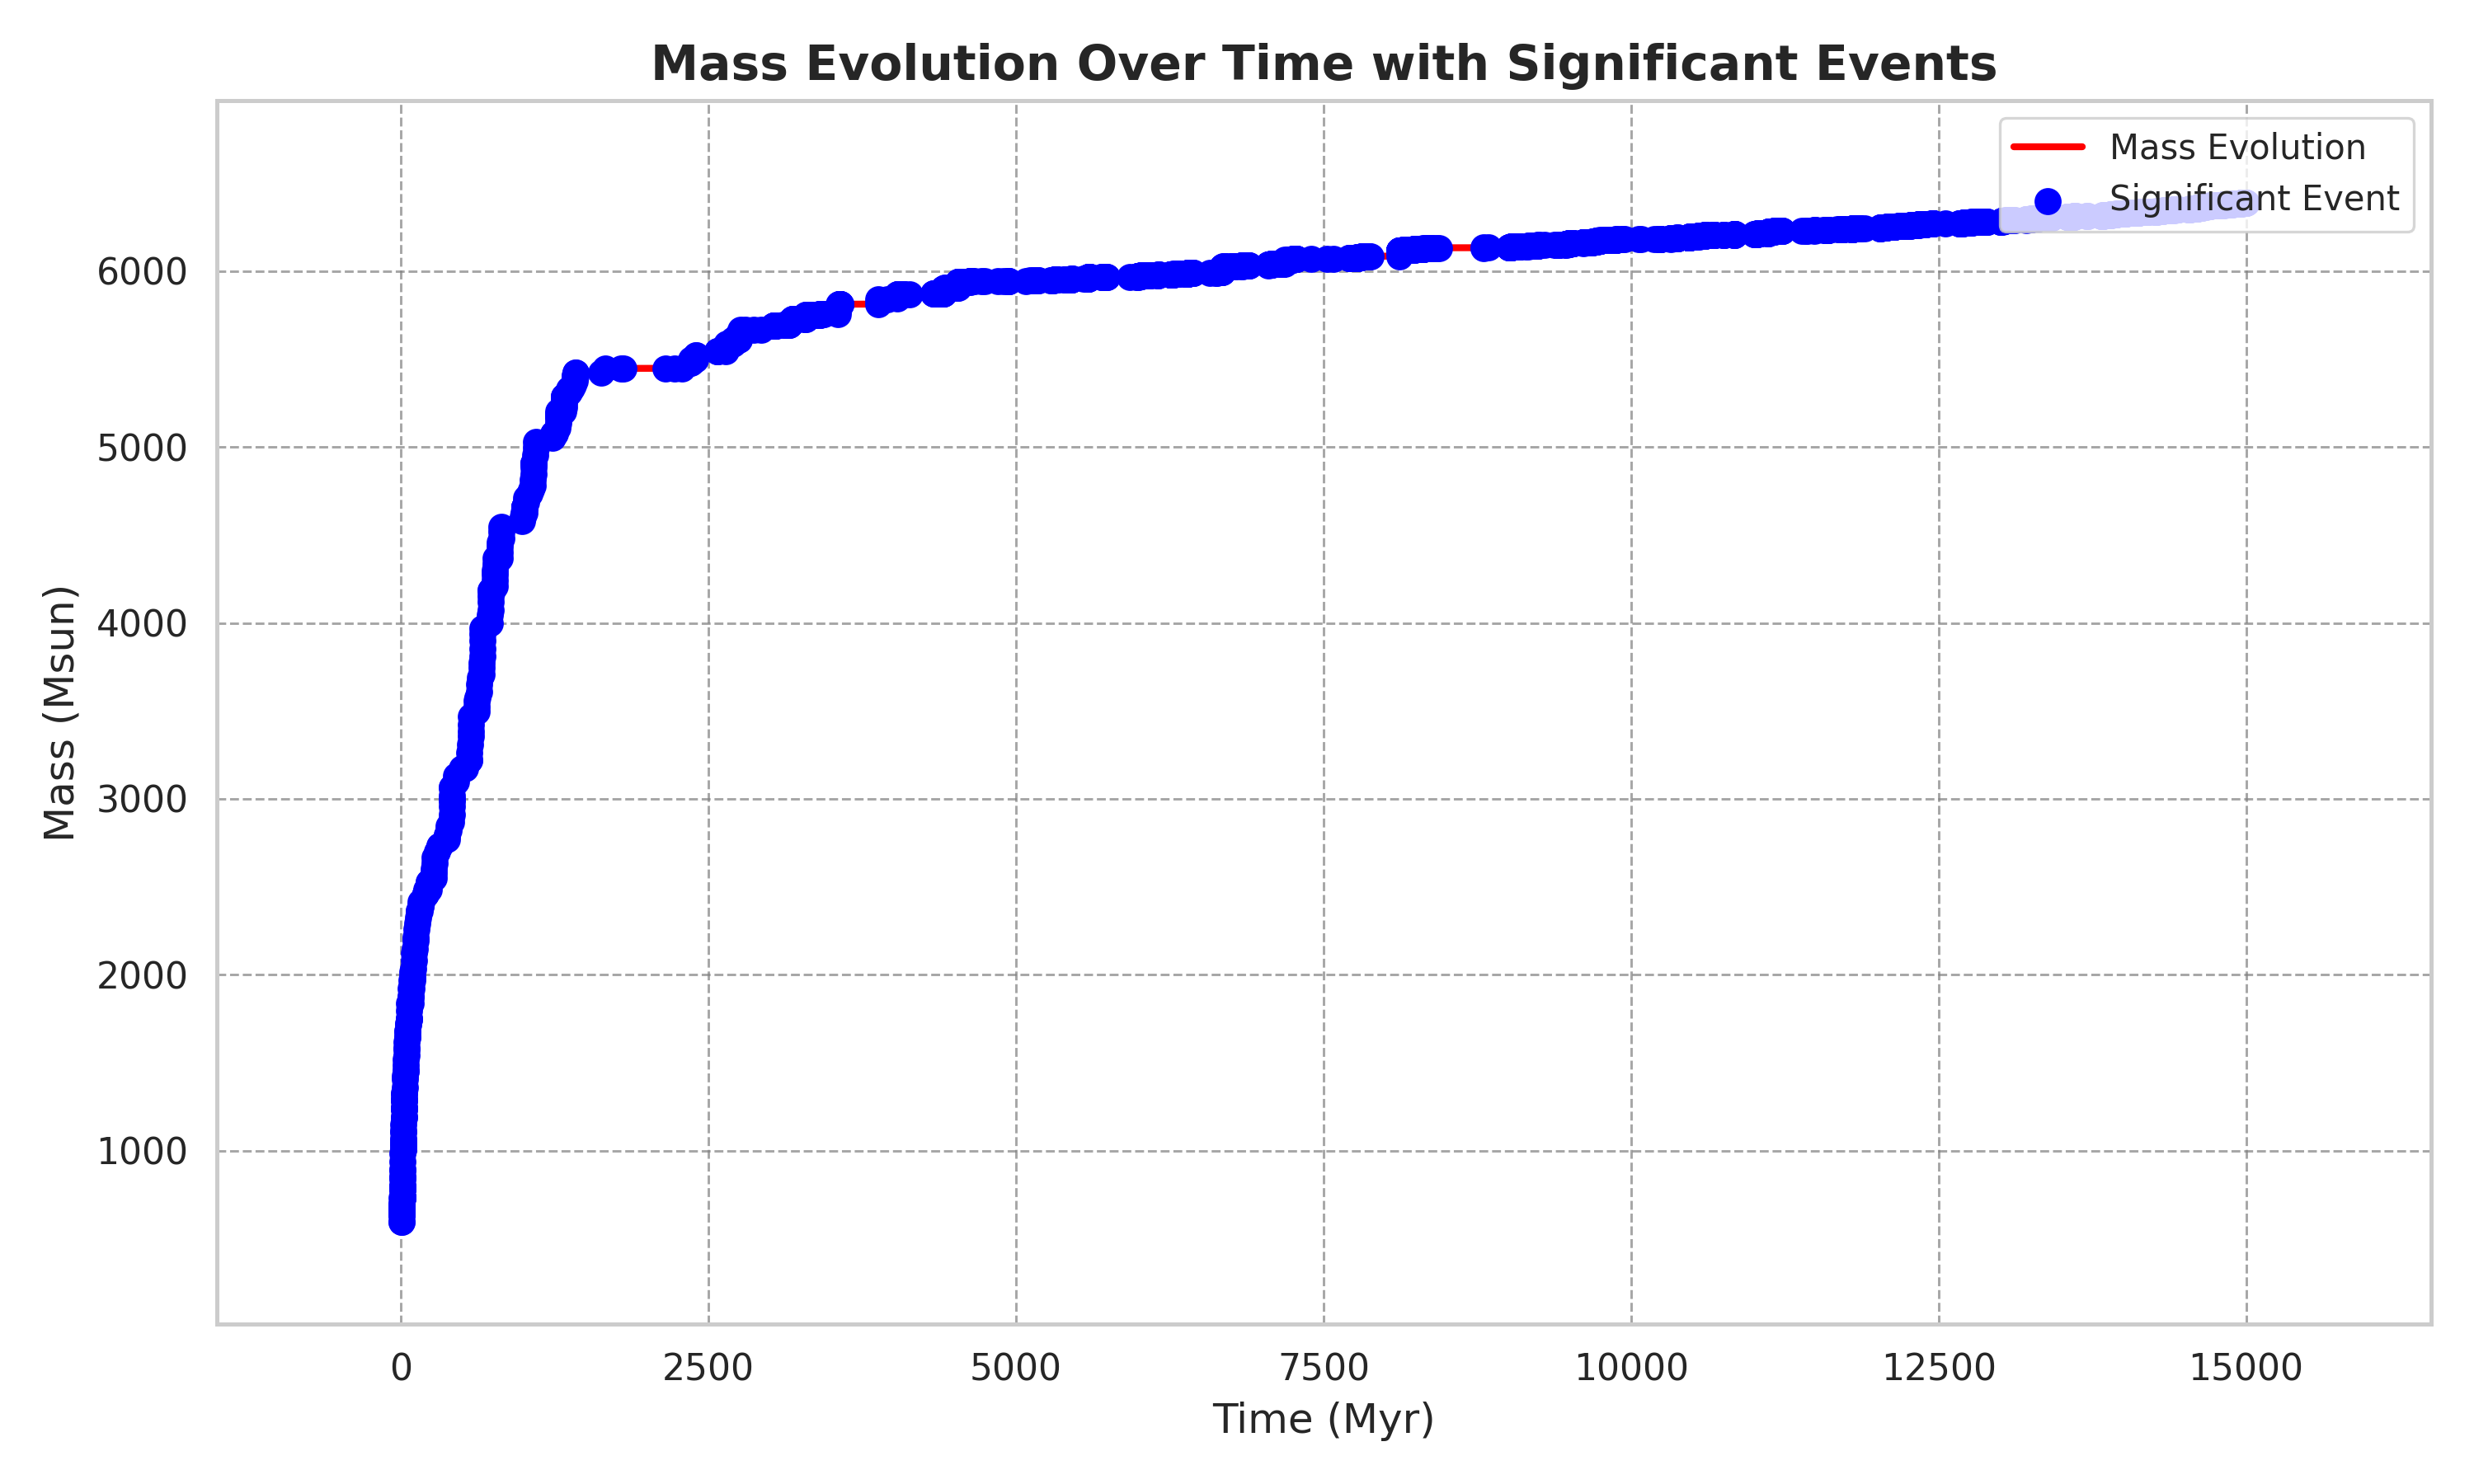 Mass Evolution Over Time with Significant Events
Mass Evolution
Significant Event
6000
5000
4000
3000
2000
1000
Mass (Msun)
0 2500 5000 7500 10000 12500 15000
Time (Myr)